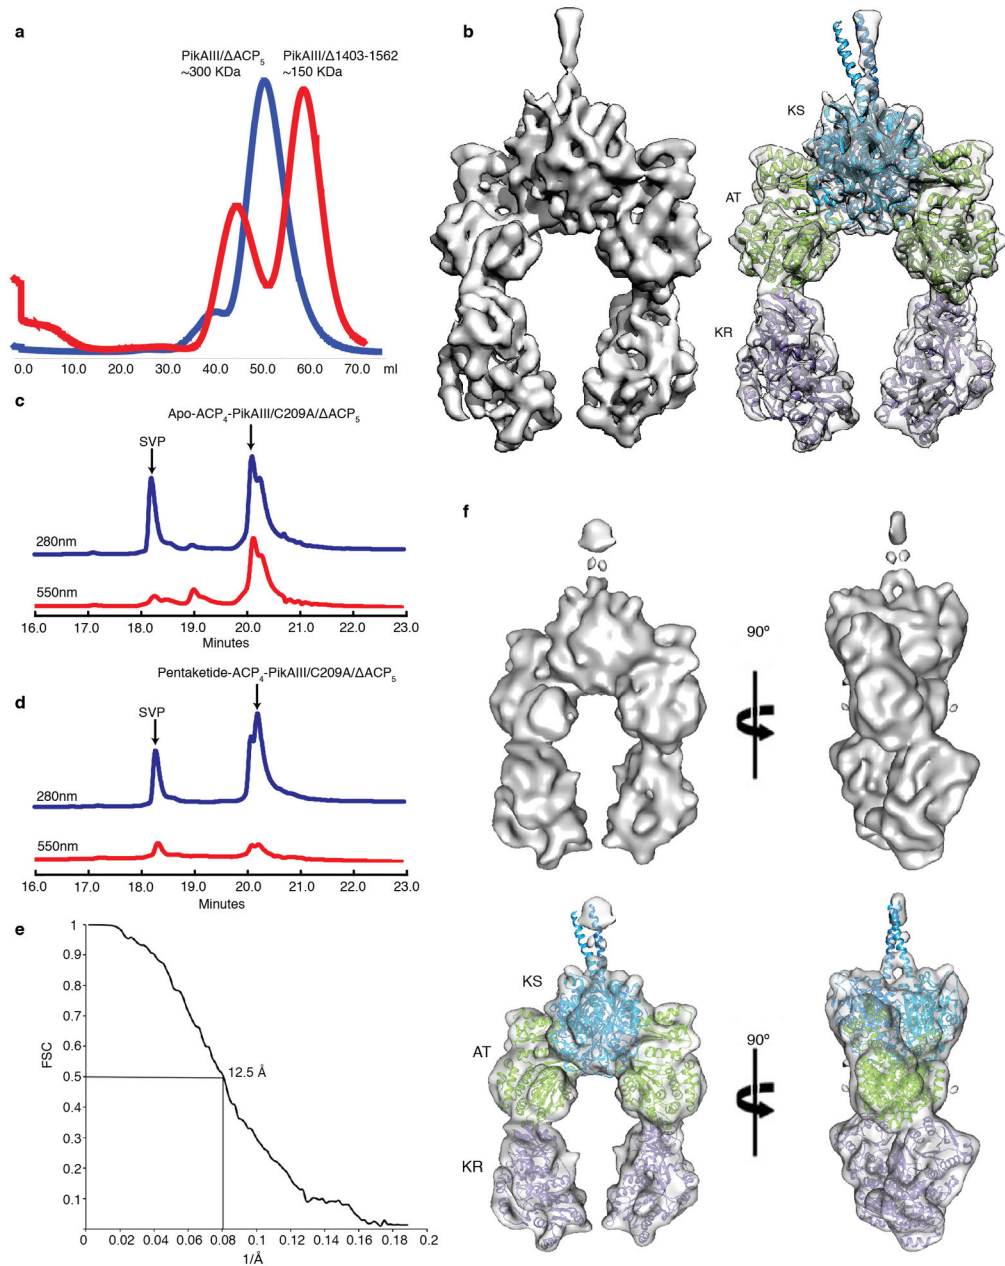 a
PikAIII/ΔACP5
~300 KDa
PikAIII/Δ1403-1562
~150 KDa
0.0 10.0 20.0 30.0 40.0 50.0 60.0 70.0 ml
b
KS
AT
KR
c
Apo-ACP4-PikAIII/C209A/ΔACP5
SVP
280nm
550nm
16.0 17.0 18.0 19.0 20.0 21.0 22.0 23.0
Minutes
d
Pentaketide-ACP4-PikAIII/C209A/ΔACP5
SVP
280nm
550nm
16.0 17.0 18.0 19.0 20.0 21.0 22.0 23.0
Minutes
e
1
0.9
0.8
0.7
0.6
0.5
0.4
0.3
0.2
0.1
FSC
12.5 Å
0 0.02 0.04 0.06 0.08 0.1 0.12 0.14 0.16 0.18 0.2
1/Å
f
90º
KS
AT
KR
90º